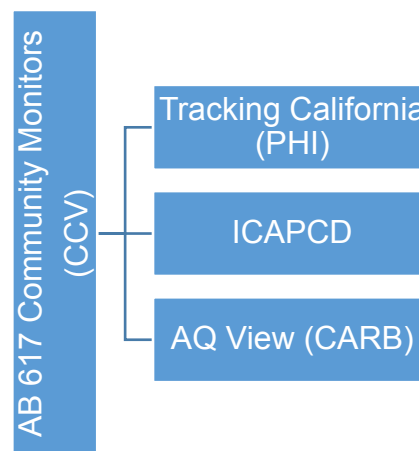 AB 617 Community Monitors
(CCV)
Tracking California
(PHI)
ICAPCD
AQ View (CARB)